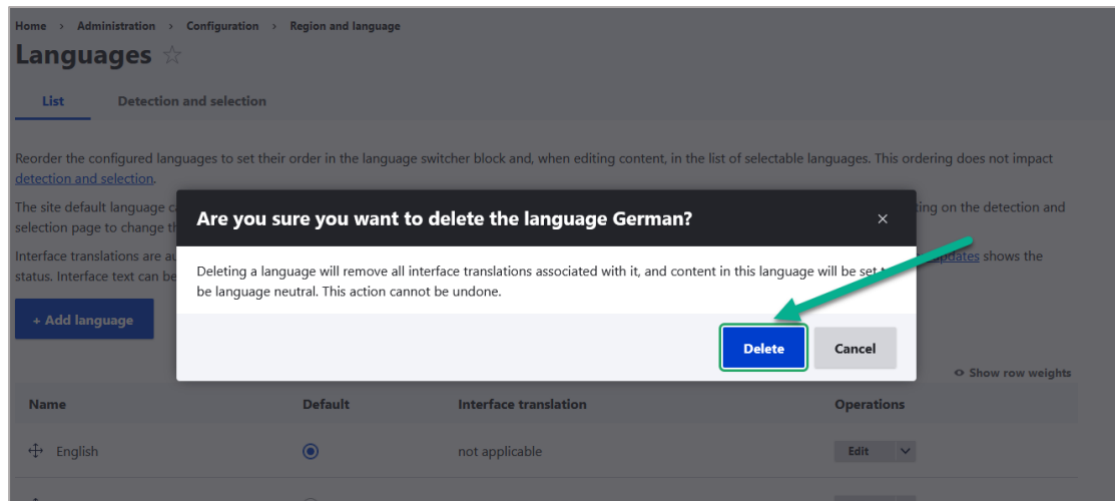 Home > Administration > Configuration > Region and language
Languages
List Detection and selection
Reorder the configured languages to set their order in the language switcher block and, when editing content, in the list of selectable languages. This ordering does not impact
detection and selection.
The site default language
selection page to change
Are you sure you want to delete the language German? ×
on the detection and
Interface translations are
updates shows the
status. Interface text can be
Deleting a language will remove all interface translations associated with it, and content in this language will be set
be language neutral. This action cannot be undone.
+ Add language
Delete Cancel
Show row weights
Name Default Interface translation Operations
English not applicable Edit